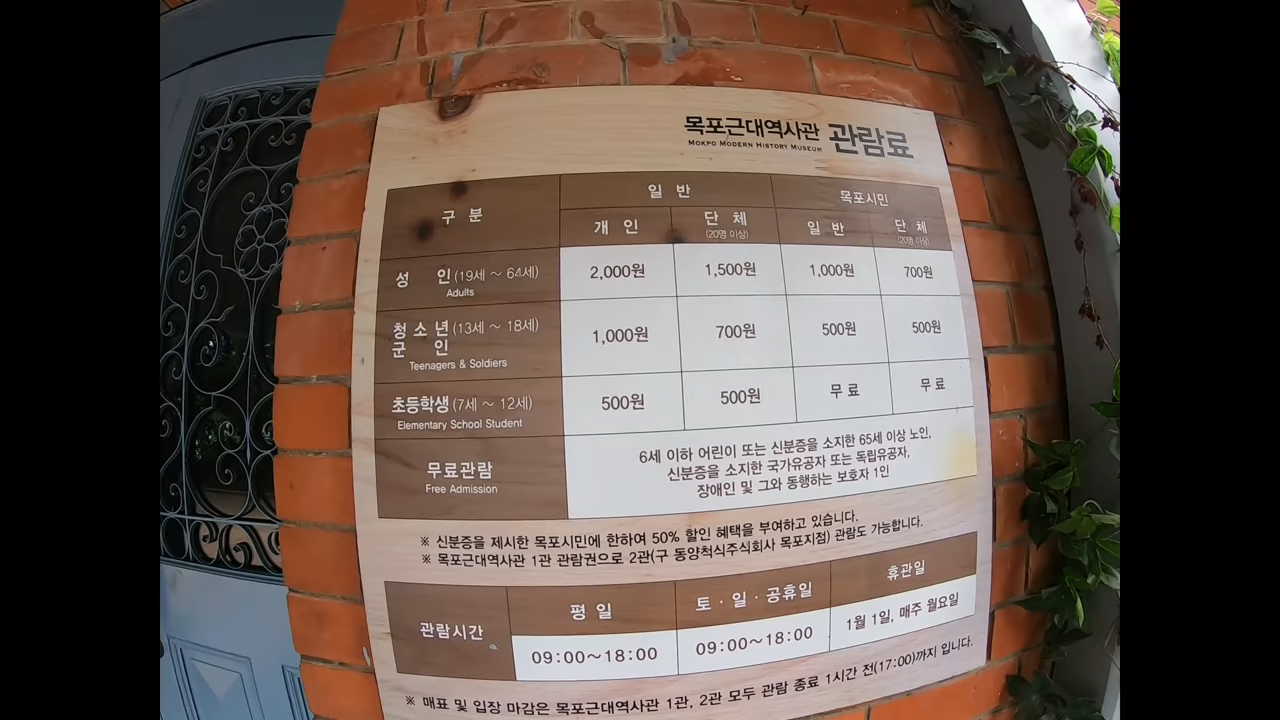 목포근대역사관 관람료
MOKPO MODERN HISTORY MUSEUM
구 분 일 반 목포시민
개 인 단 체 (20명 이상) 일 반 단 체 (20명 이상)
성 인 (19세 ~ 64세) 2,000원 1,500원 1,000원 700원
Adults
청 소 년 (13세 ~ 18세)
군 인 1,000원 700원 500원 500원
Teenagers & Soldiers
초등학생 (7세 ~ 12세) 500원 500원 무 료 무 료
Elementary School Student
무료관람
Free Admission
6세 이하 어린이 또는 신분증을 소지한 65세 이상 노인,
신분증을 소지한 국가유공자 또는 독립유공자,
장애인 및 그와 동행하는 보호자 1인
※ 신분증을 제시한 목포시민에 한하여 50% 할인 혜택을 부여하고 있습니다.
※ 목포근대역사관 1관 관람권으로 2관(구 동양척식주식회사 목포지점) 관람도 가능합니다.
관람시간 평 일 토 · 일 · 공휴일 휴관일
09:00~18:00 09:00~18:00 1월 1일, 매주 월요일
※ 매표 및 입장 마감은 목포근대역사관 1관, 2관 모두 관람 종료 1시간 전(17:00)까지 입니다.